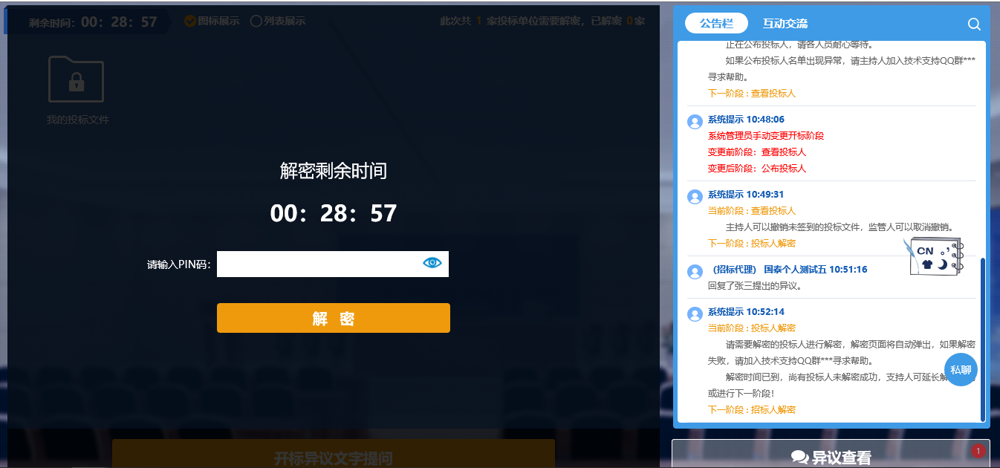 剩余时间：00：28：57
图标展示
列表展示
此次共 1 家投标单位需要解密，已解密 0家
我的投标文件
解密剩余时间
00：28：57
请输入PIN码：
解 密
开标异议文字提问
公告栏
互动交流
正在公布投标人，请各人员耐心等待。
如果公布投标人名单出现异常，请主持人加入技术支持QQ群***
寻求帮助。
下一阶段 : 查看投标人
系统提示 10:48:06
系统管理员手动变更开标阶段
变更前阶段：查看投标人
变更后阶段：公布投标人
系统提示 10:49:31
当前阶段 : 查看投标人
主持人可以撤销未签到的投标文件，监管人可以取消撤销。
下一阶段 : 投标人解密
CN
（招标代理） 国泰个人测试五 10:51:16
回复了张三提出的异议。
系统提示 10:52:14
当前阶段 : 投标人解密
请需要解密的投标人进行解密，解密页面将自动弹出，如果解密
失败，请加入技术支持QQ群***寻求帮助。
解密时间已到，尚有投标人未解密成功，支持人可延长解
私聊
或进行下一阶段！
下一阶段 : 招标人解密
异议查看
1